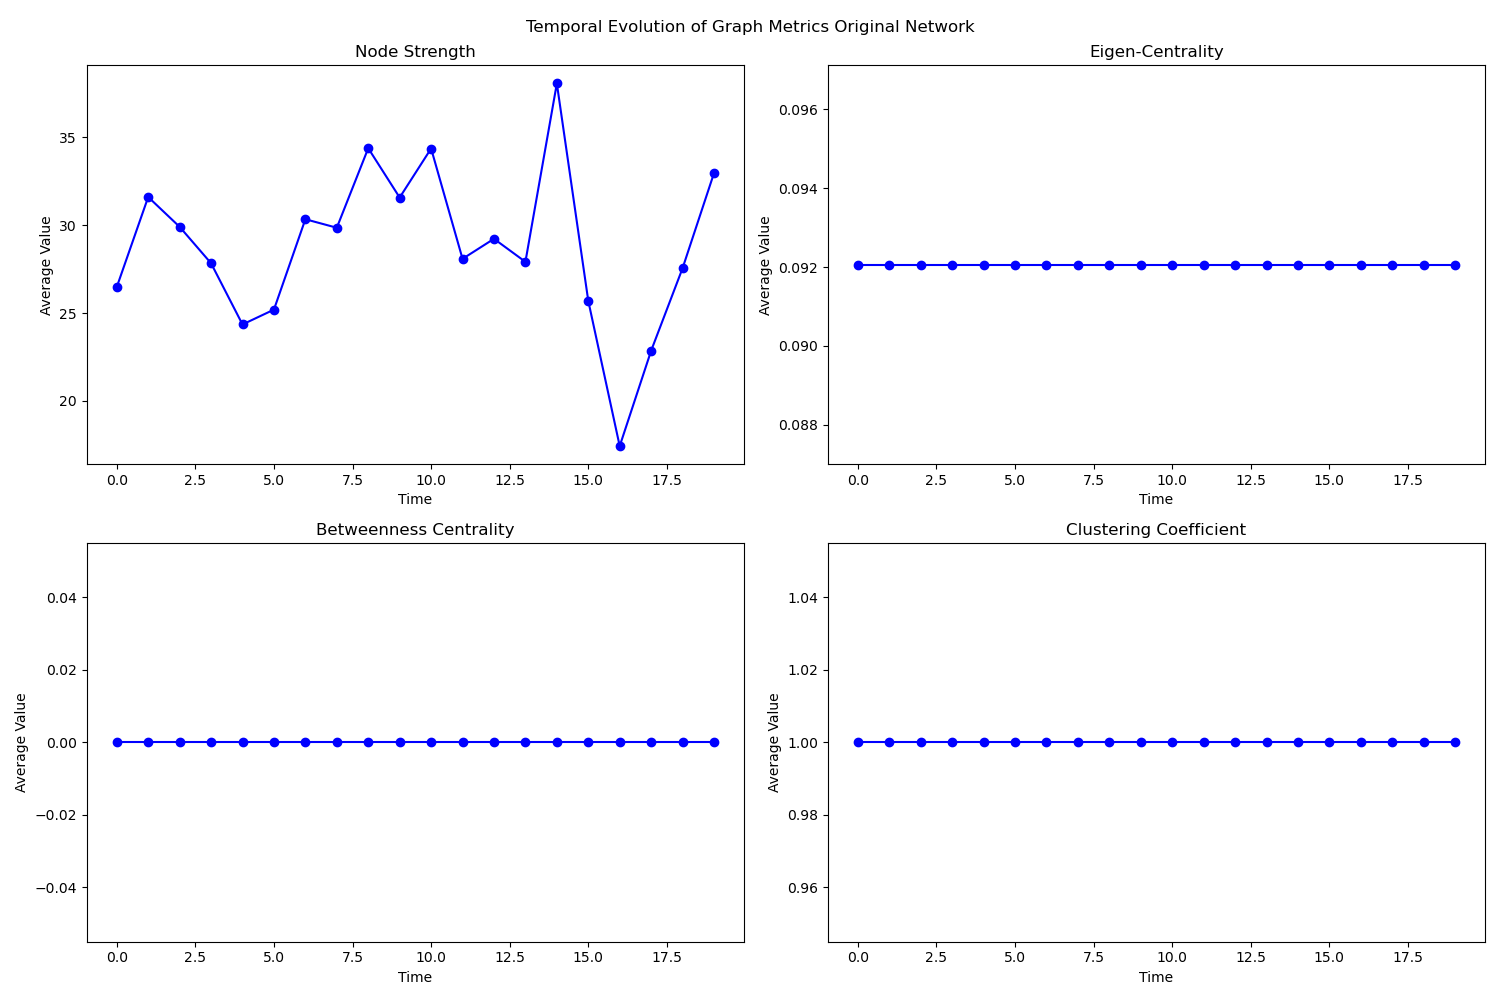 Temporal Evolution of Graph Metrics Original Network
Node Strength
Average Value
35
30
25
20
0.0 2.5 5.0 7.5 10.0 12.5 15.0 17.5
Time
Eigen-Centrality
Average Value
0.096
0.094
0.092
0.090
0.088
0.0 2.5 5.0 7.5 10.0 12.5 15.0 17.5
Time
Betweenness Centrality
Average Value
0.04
0.02
0.00
−0.02
−0.04
0.0 2.5 5.0 7.5 10.0 12.5 15.0 17.5
Time
Clustering Coefficient
Average Value
1.04
1.02
1.00
0.98
0.96
0.0 2.5 5.0 7.5 10.0 12.5 15.0 17.5
Time